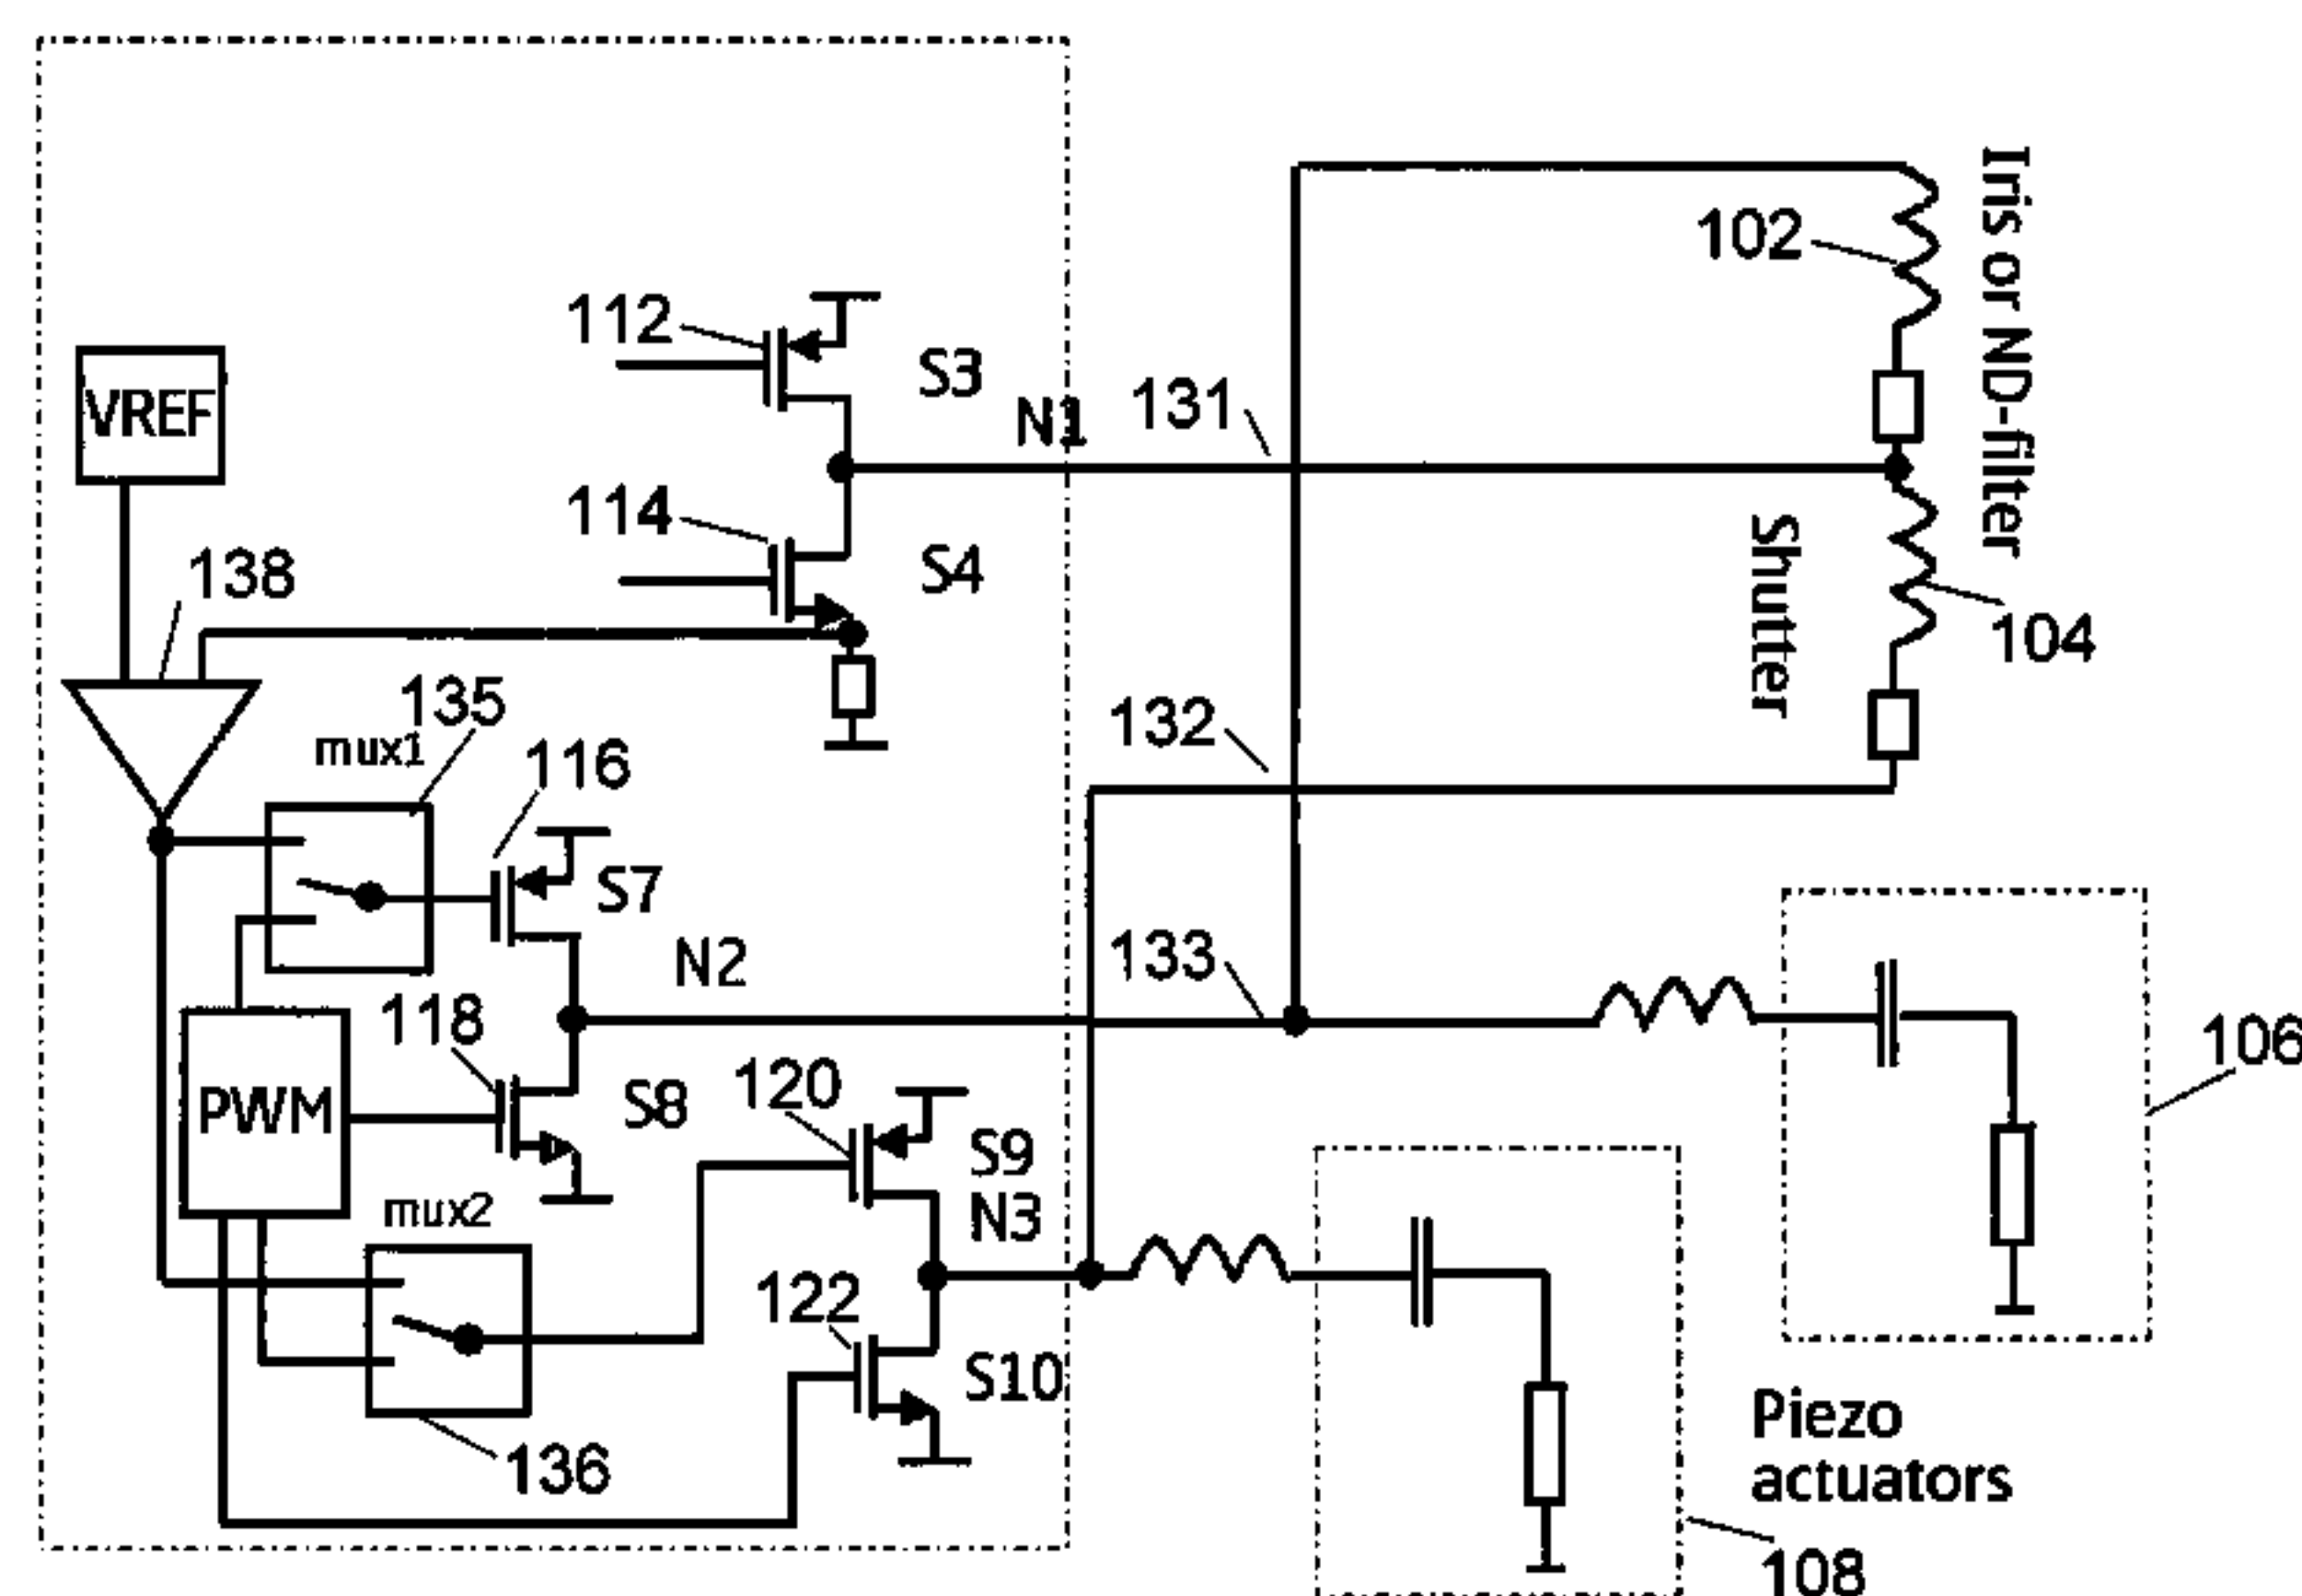 Iris or ND-filter
102
112
S3
VREF
N1
131
114
S4
Shutter
138
104
135
132
mux1
116
S7
N2
133
118
106
PWM
S8
120
S9
mux2
N3
122
S10
136
Piezo
actuators
108